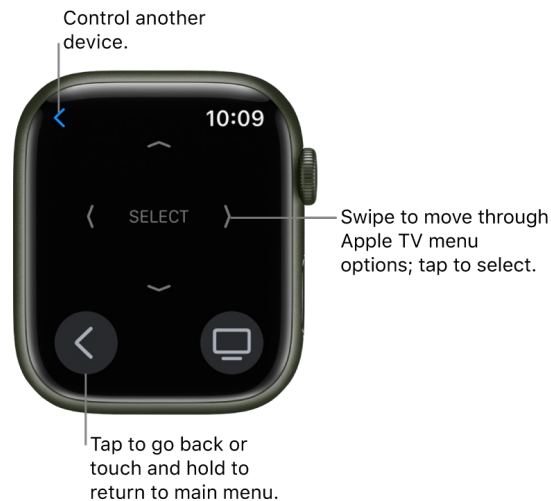 Control another
device.
10:09
SELECT
Swipe to move through
Apple TV menu
options; tap to select.
Tap to go back or
touch and hold to
return to main menu.